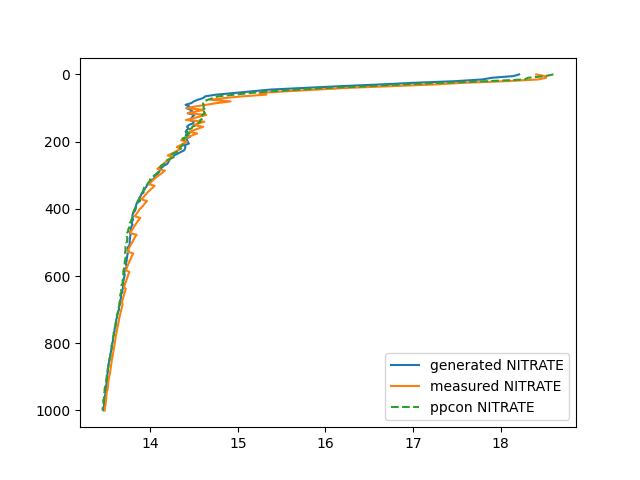 0
200
400
600
800
1000
14 15 16 17 18
generated NITRATE
measured NITRATE
ppcon NITRATE